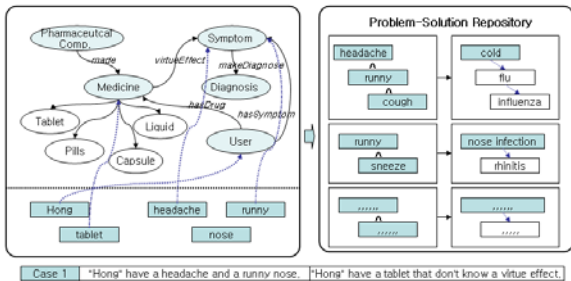 Pharmaceutcal
Comp.
Symptom
made
virtueEffect
makeDiagnose
Medicine
Diagnosis
hasDrug
hasSymptom
Tablet
Liquid
User
Pills
Capsule
Hong
headache
runny
tablet
nose
Problem-Solution Repository
headache
cold
runny
flu
cough
influenza
runny
nose infection
sneeze
rhinitis
,,,,,,
,,,,,,
,,,,,,
,,,,,
Case 1 "Hong" have a headache and a runny nose. "Hong" have a tablet that don't know a virtue effect.